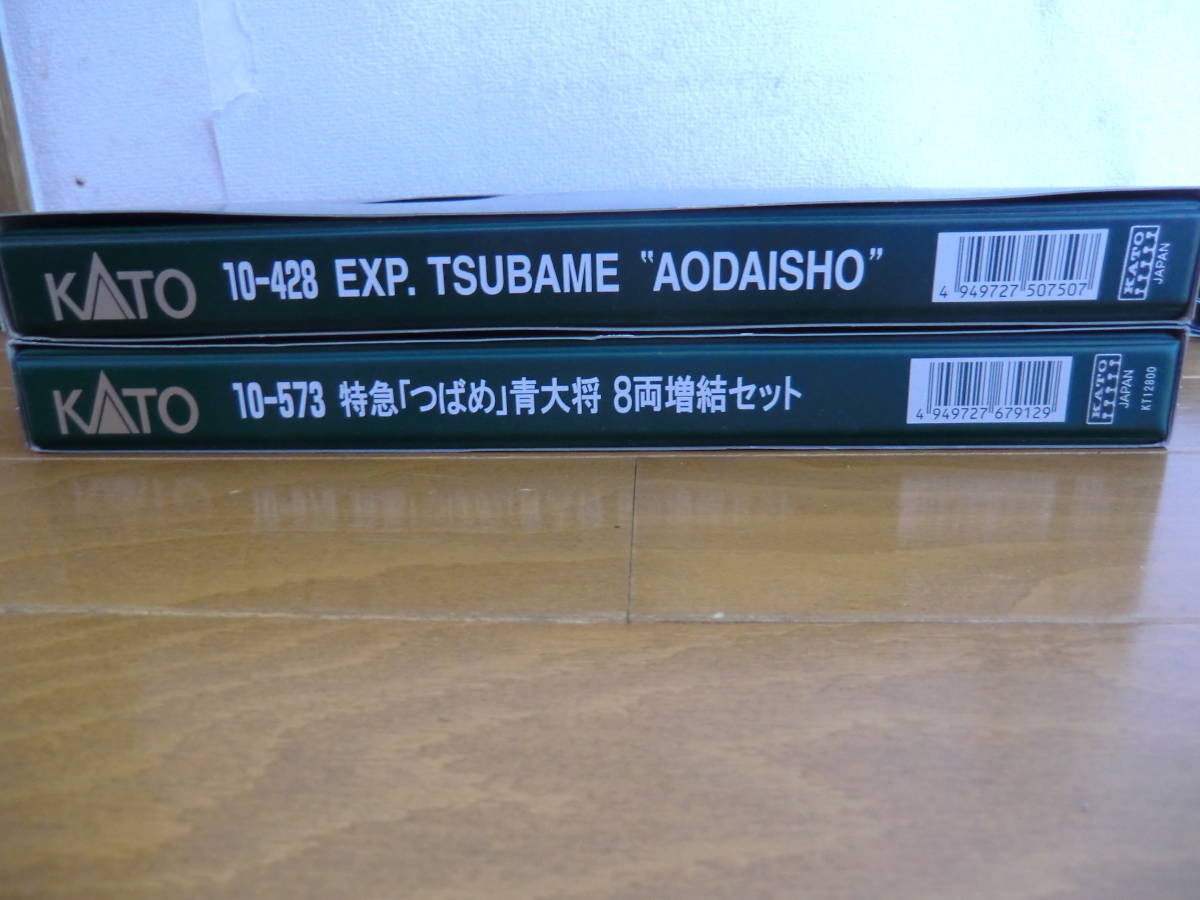 KATO 10-428 EXP. TSUBAME "AODAISHO"
4 949727 507507
KATO JAPAN
KATO 10-573 特急「つばめ」青大将 8両増結セット
4 949727 679129
KATO JAPAN KT12800